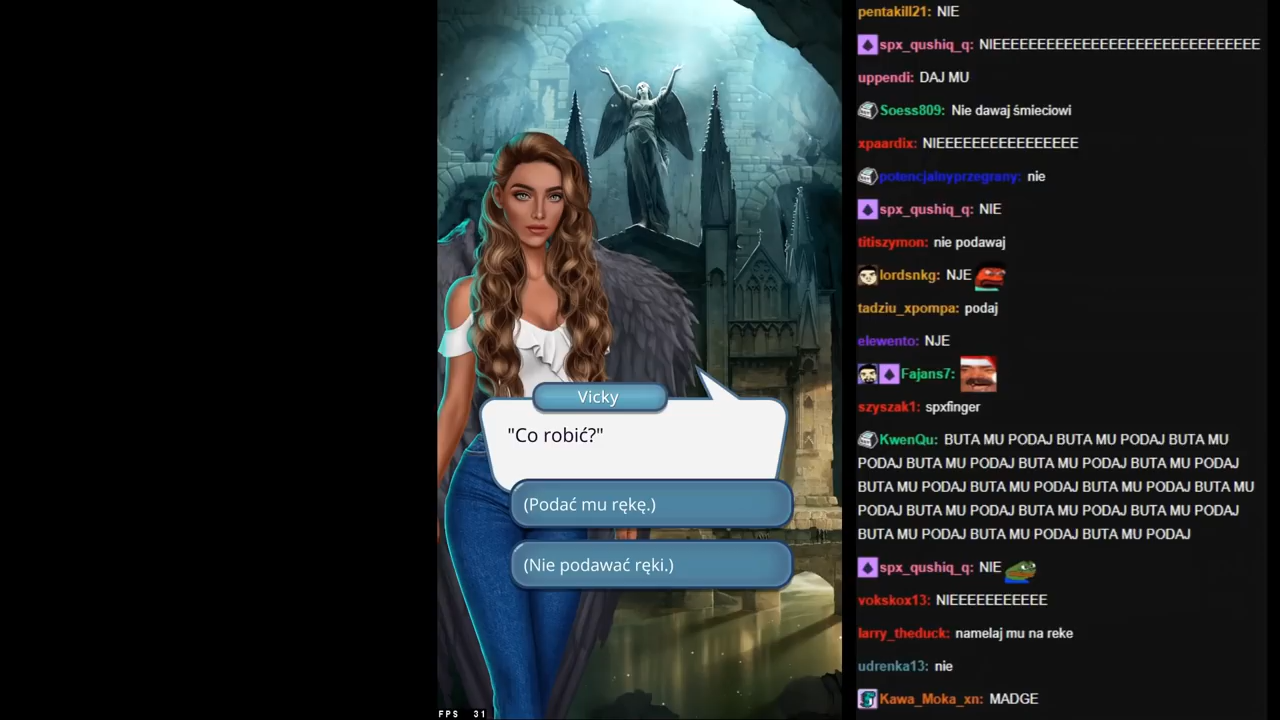 Vicky
"Co robić?"
(Podać mu rękę.)
(Nie podawać ręki.)
FPS 31
pentakill21: NIE
spx_qushiq_q: NIEEEEEEEEEEEEEEEEEEEEEEEEEEEEE
uppendi: DAJ MU
Soess809: Nie dawaj śmieciowi
xpaardix: NIEEEEEEEEEEEEEEEE
potencjalnyprzegrany: nie
spx_qushiq_q: NIE
titiszymon: nie podawaj
lordsnkg: NJE
tadziu_xpompa: podaj
elewento: NJE
Fajans7:
szyszak1: spxfinger
KwenQu: BUTA MU PODAJ BUTA MU PODAJ BUTA MU
PODAJ BUTA MU PODAJ BUTA MU PODAJ BUTA MU PODAJ
BUTA MU PODAJ BUTA MU PODAJ BUTA MU PODAJ BUTA MU
PODAJ BUTA MU PODAJ BUTA MU PODAJ BUTA MU PODAJ
BUTA MU PODAJ BUTA MU PODAJ BUTA MU PODAJ
spx_qushiq_q: NIE
vokskox13: NIEEEEEEEEEEE
larry_theduck: namelaj mu na reke
udrenka13: nie
Kawa_Moka_xn: MADGE